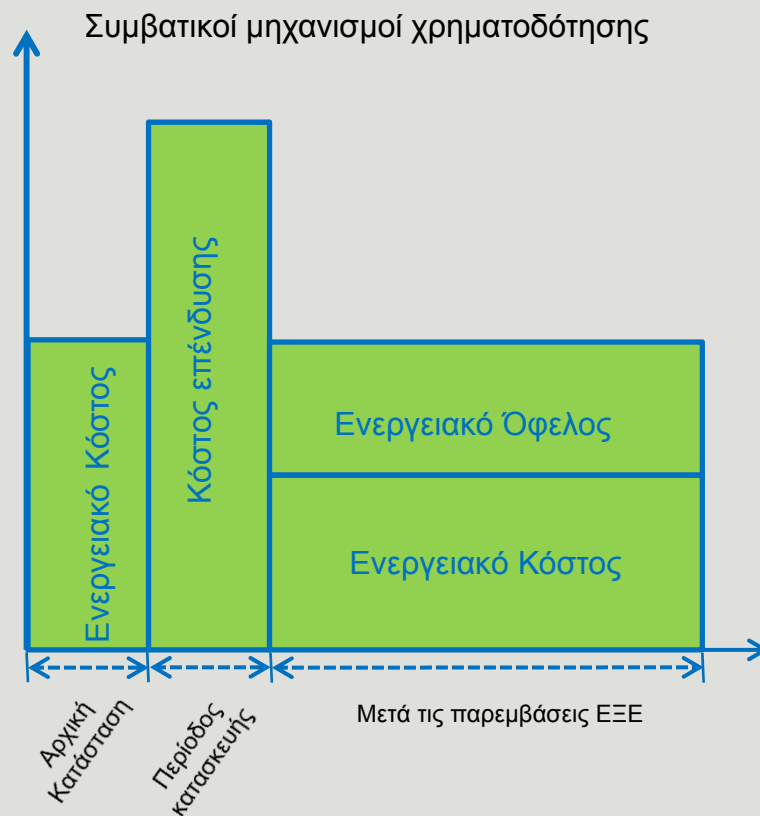 Συμβατικοί μηχανισμοί χρηματοδότησης
Ενεργειακό Κόστος
Κόστος επένδυσης
Ενεργειακό Όφελος
Ενεργειακό Κόστος
Αρχική
Κατάσταση
Περίοδος
κατασκευής
Μετά τις παρεμβάσεις ΕΞΕ